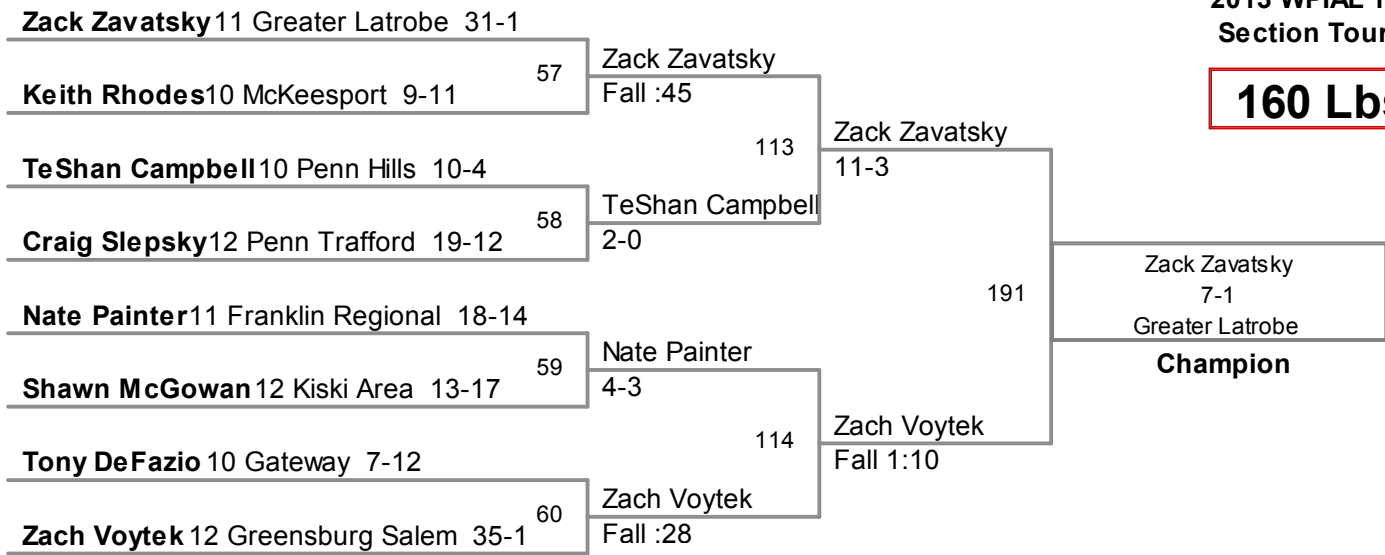 2013 WPIAL
Section Tour
160 Lbs
Zack Zavatsky 11 Greater Latrobe 31-1
57
Keith Rhodes 10 McKeesport 9-11
Zack Zavatsky
Fall :45
TeShan Campbell 10 Penn Hills 10-4
58
Craig Slepsky 12 Penn Trafford 19-12
TeShan Campbell
2-0
113
Zack Zavatsky
11-3
Nate Painter 11 Franklin Regional 18-14
59
Shawn McGowan 12 Kiski Area 13-17
Nate Painter
4-3
Tony DeFazio 10 Gateway 7-12
60
Zach Voytek 12 Greensburg Salem 35-1
Zach Voytek
Fall :28
114
Zach Voytek
Fall 1:10
191
Zack Zavatsky
7-1
Greater Latrobe
Champion